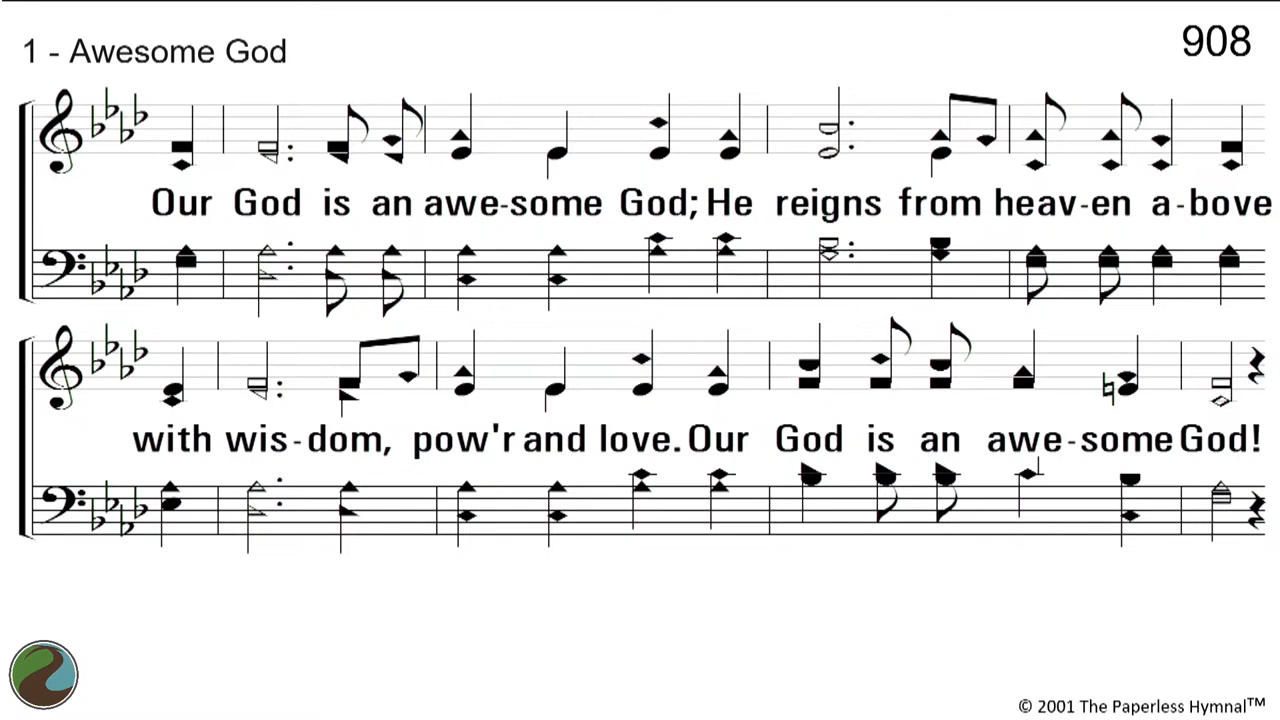 1 - Awesome God
908
Our God is an awe-some God; He reigns from heav-en a-bove
with wis-dom, pow'r and love. Our God is an awe-some God!
© 2001 The Paperless Hymnal™